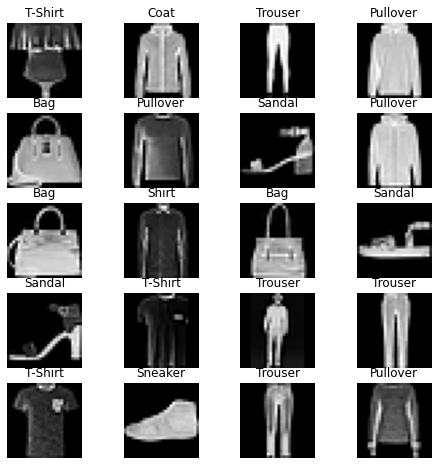 T-Shirt Coat Trouser Pullover
Bag Pullover Sandal Pullover
Bag Shirt Bag Sandal
Sandal T-Shirt Trouser Trouser
T-Shirt Sneaker Trouser Pullover